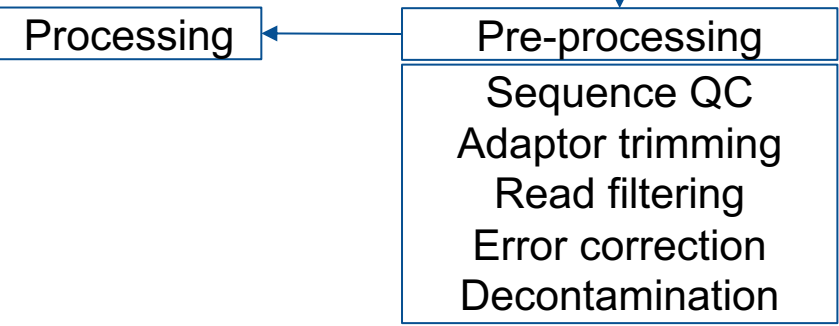 Processing
Pre-processing
Sequence QC
Adaptor trimming
Read filtering
Error correction
Decontamination